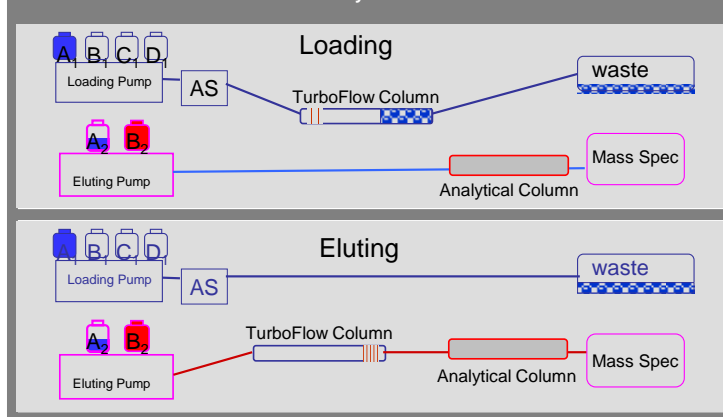 Loading
A1 B1 C1 D1
Loading Pump
AS
TurboFlow Column
waste
A2 B2
Eluting Pump
Analytical Column
Mass Spec
Eluting
A1 B1 C1 D1
Loading Pump
AS
waste
TurboFlow Column
A2 B2
Eluting Pump
Analytical Column
Mass Spec